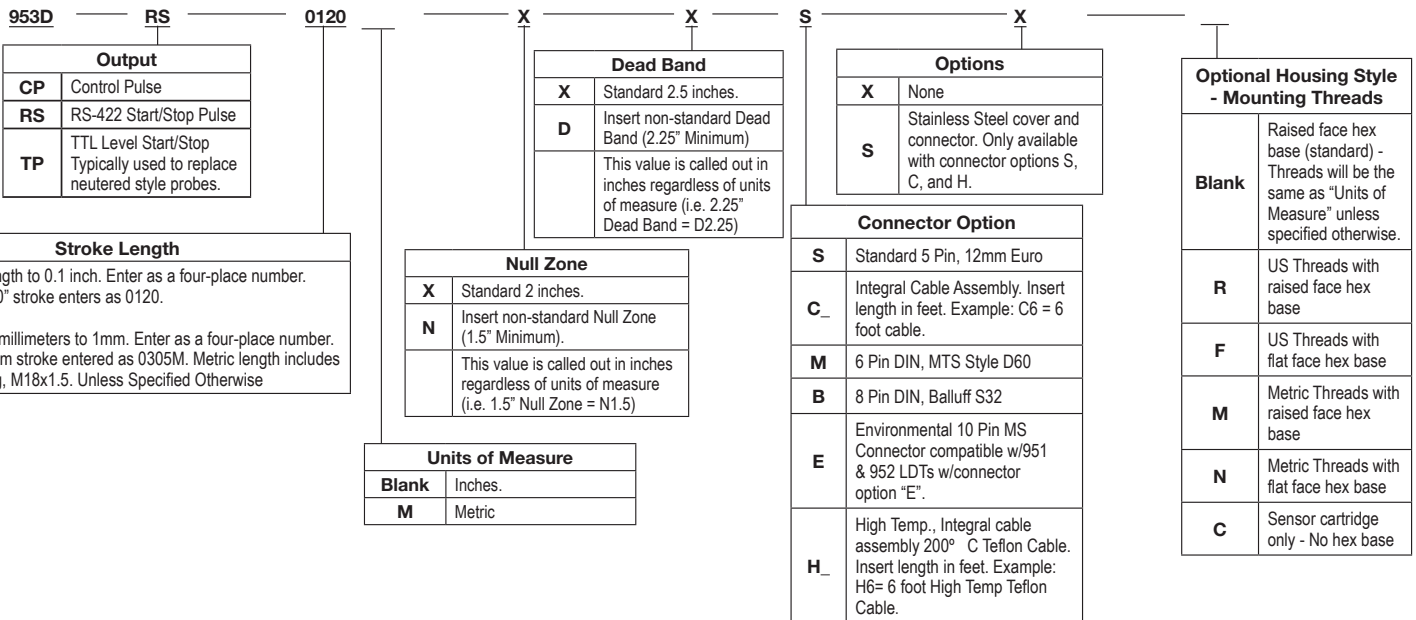 953D RS 0120 X X S X
Output
CP Control Pulse
RS RS-422 Start/Stop Pulse
TP TTL Level Start/Stop
Typically used to replace
neutered style probes.
Stroke Length
to 0.1 inch. Enter as a four-place number.
stroke enters as 0120.
millimeters to 1mm. Enter as a four-place number.
stroke entered as 0305M. Metric length includes
M18x1.5. Unless Specified Otherwise
Units of Measure
Blank Inches.
M Metric
Null Zone
X Standard 2 inches.
N Insert non-standard Null Zone
(1.5” Minimum).
This value is called out in inches
regardless of units of measure
(i.e. 1.5” Null Zone = N1.5)
Dead Band
X Standard 2.5 inches.
D Insert non-standard Dead
Band (2.25” Minimum)
This value is called out in
inches regardless of units
of measure (i.e. 2.25”
Dead Band = D2.25)
Options
X None
S Stainless Steel cover and
connector. Only available
with connector options S,
C, and H.
Connector Option
S Standard 5 Pin, 12mm Euro
C_ Integral Cable Assembly. Insert
length in feet. Example: C6 = 6
foot cable.
M 6 Pin DIN, MTS Style D60
B 8 Pin DIN, Balluff S32
E Environmental 10 Pin MS
Connector compatible w/951
& 952 LDTs w/connector
option “E”.
H_ High Temp., Integral cable
assembly 200º C Teflon Cable.
Insert length in feet. Example:
H6= 6 foot High Temp Teflon
Cable.
Optional Housing Style
- Mounting Threads
Blank Raised face hex
base (standard) -
Threads will be the
same as “Units of
Measure” unless
specified otherwise.
R US Threads with
raised face hex
base
F US Threads with
flat face hex base
M Metric Threads with
raised face hex
base
N Metric Threads with
flat face hex base
C Sensor cartridge
only - No hex base